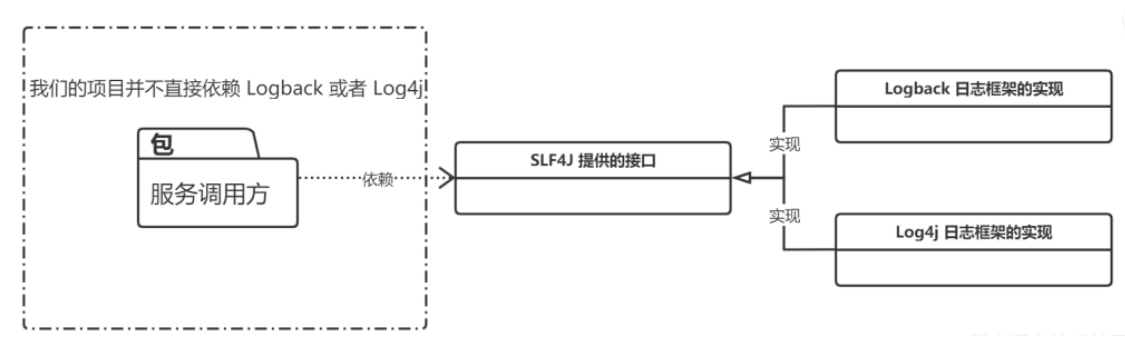 我们的项目并不直接依赖 Logback 或者 Log4j
包
服务调用方
依赖
SLF4J 提供的接口
实现
实现
Logback 日志框架的实现
Log4j 日志框架的实现